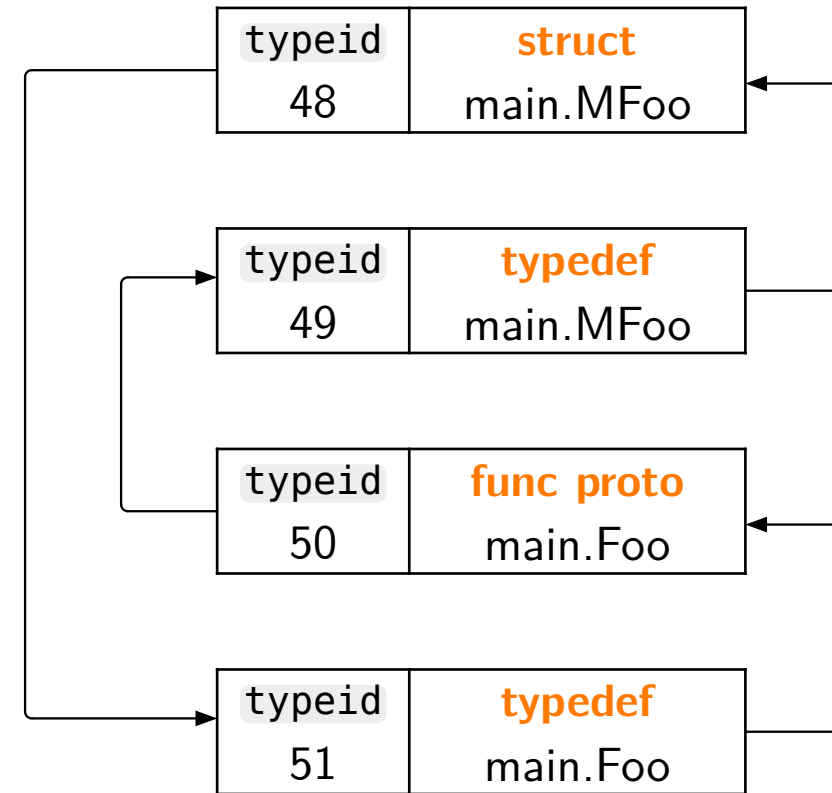 typeid struct
48 main.MFoo
typeid typedef
49 main.MFoo
typeid func proto
50 main.Foo
typeid typedef
51 main.Foo